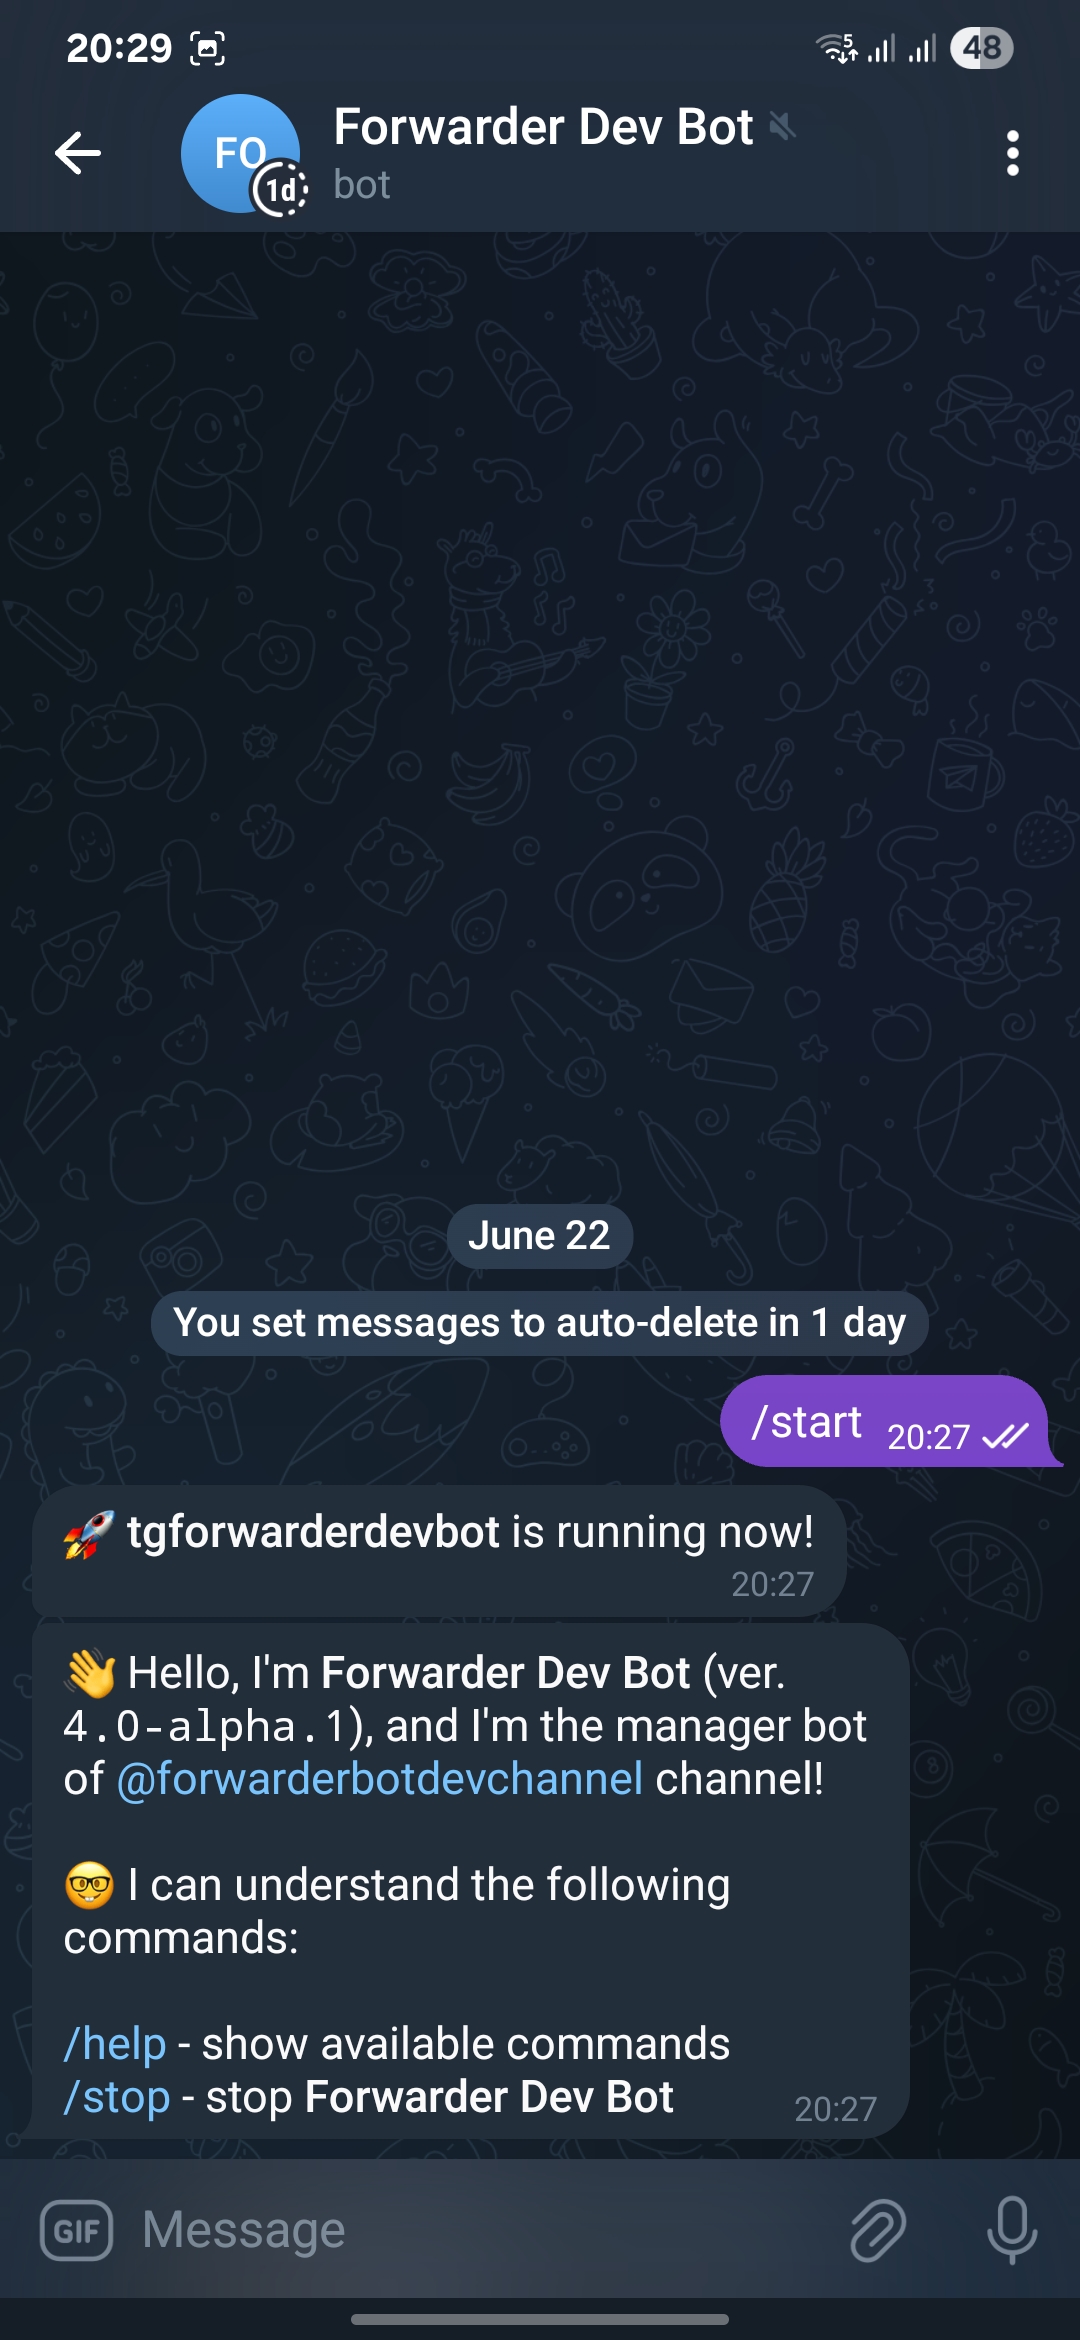 20:29
5
48
FO
1d
Forwarder Dev Bot
bot
June 22
You set messages to auto-delete in 1 day
/start 20:27
🚀 tgforwarderdevbot is running now!
20:27
👋 Hello, I'm Forwarder Dev Bot (ver.
4.0-alpha.1), and I'm the manager bot
of @forwarderbotdevchannel channel!
🤓 I can understand the following
commands:
/help - show available commands
/stop - stop Forwarder Dev Bot
20:27
GIF
Message